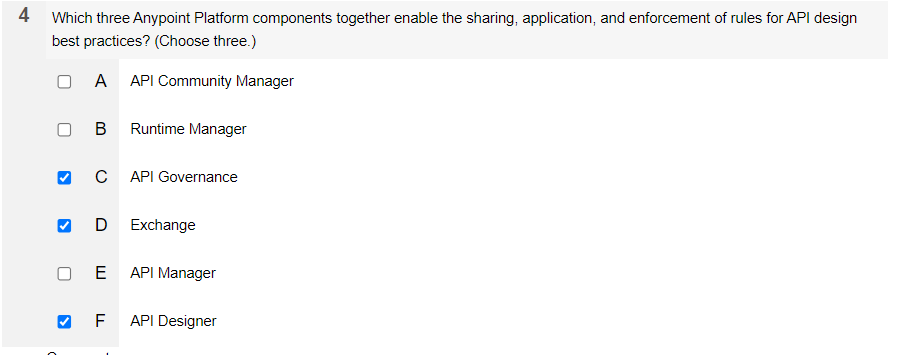 4 Which three Anypoint Platform components together enable the sharing, application, and enforcement of rules for API design
best practices? (Choose three.)
A API Community Manager
B Runtime Manager
C API Governance
D Exchange
E API Manager
F API Designer